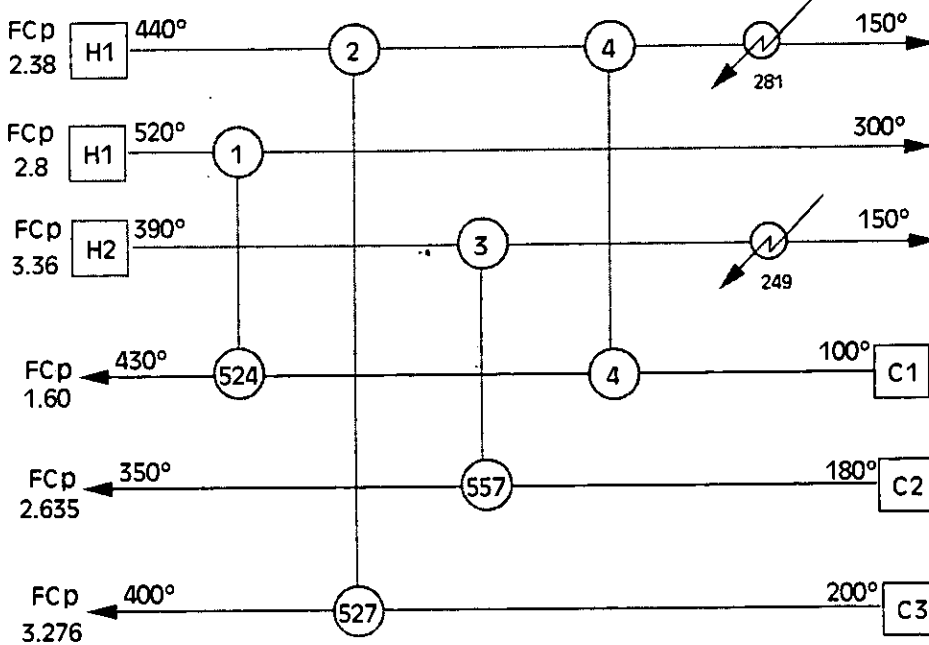 FCp 2.38 H1 440° 2 4 281 150°
FCp 2.8 H1 520° 1 300°
FCp 3.36 H2 390° 3 249 150°
FCp 1.60 430° 524 4 100° C1
FCp 2.635 350° 557 180° C2
FCp 3.276 400° 527 200° C3